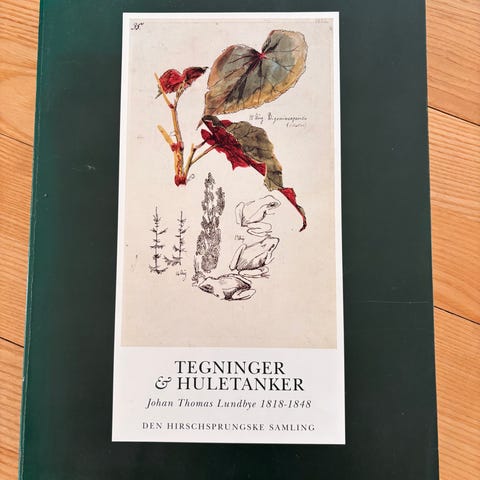 TEGNINGER
& HULETANKER
Johan Thomas Lundbye 1818-1848
DEN HIRSCHSPRUNGSKE SAMLING